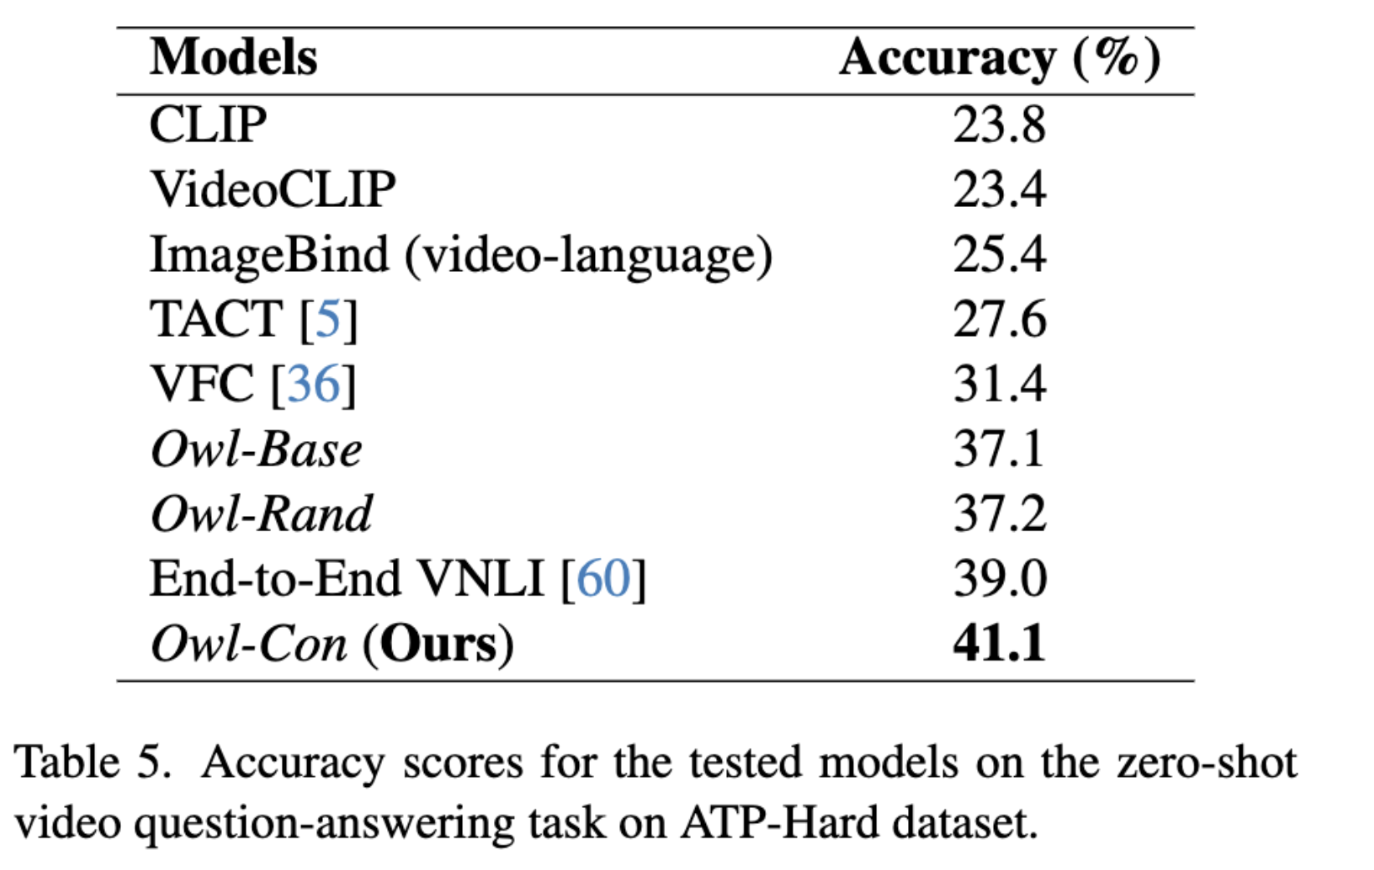 Models Accuracy (%)
CLIP 23.8
VideoCLIP 23.4
ImageBind (video-language) 25.4
TACT [5] 27.6
VFC [36] 31.4
Owl-Base 37.1
Owl-Rand 37.2
End-to-End VNLI [60] 39.0
Owl-Con (Ours) 41.1
Table 5. Accuracy scores for the tested models on the zero-shot
video question-answering task on ATP-Hard dataset.